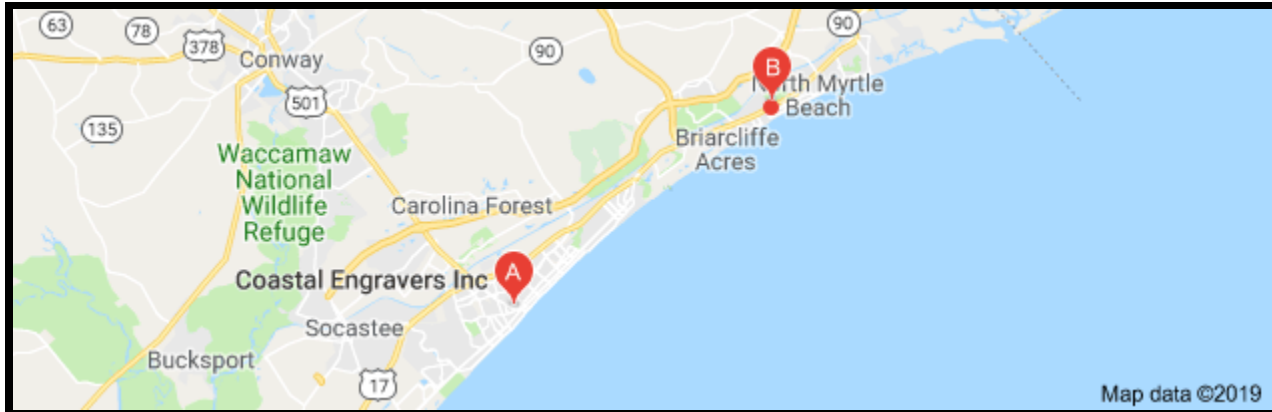 63
78
378
90
90
Conway
B
North Myrtle
Beach
501
135
Briarcliffe
Acres
Waccamaw
National
Wildlife
Refuge
Carolina Forest
Coastal Engravers Inc
A
Socastee
Bucksport
17
Map data ©2019